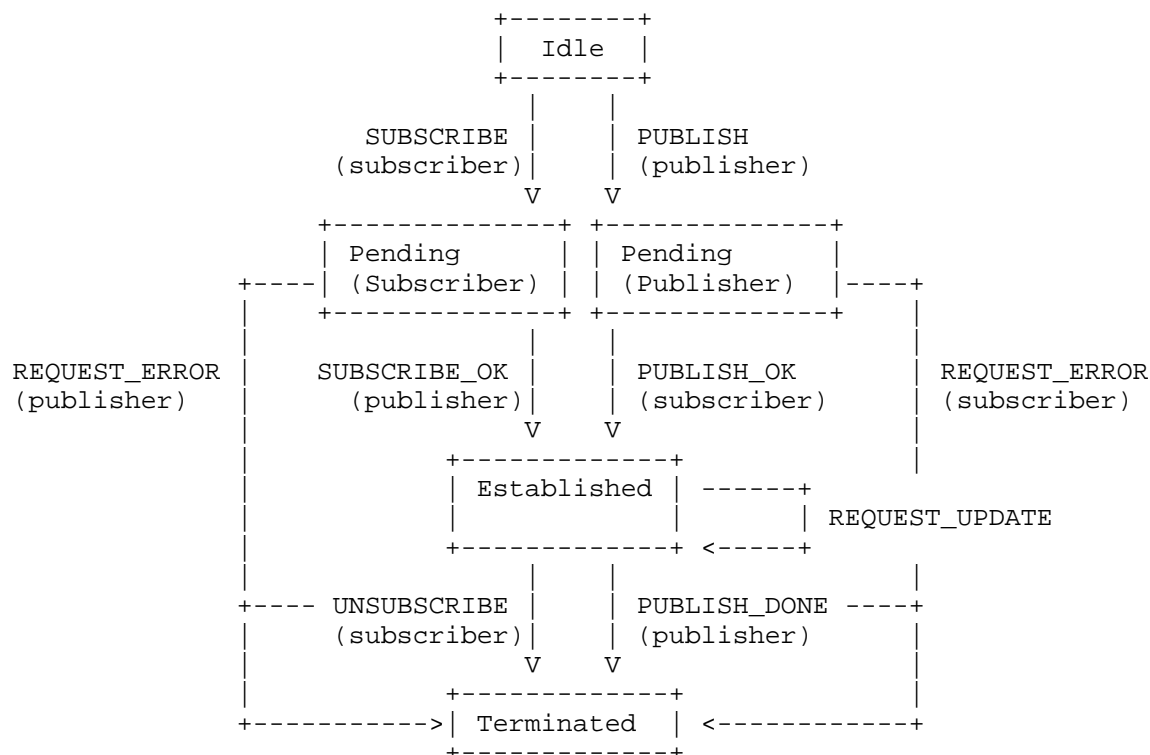 Idle
SUBSCRIBE PUBLISH
(subscriber) (publisher)
V V
Pending Pending
(Subscriber) (Publisher)
REQUEST_ERROR SUBSCRIBE_OK PUBLISH_OK REQUEST_ERROR
(publisher) (publisher) (subscriber) (subscriber)
V V
Established
REQUEST_UPDATE
UNSUBSCRIBE PUBLISH_DONE
(subscriber) (publisher)
V V
Terminated